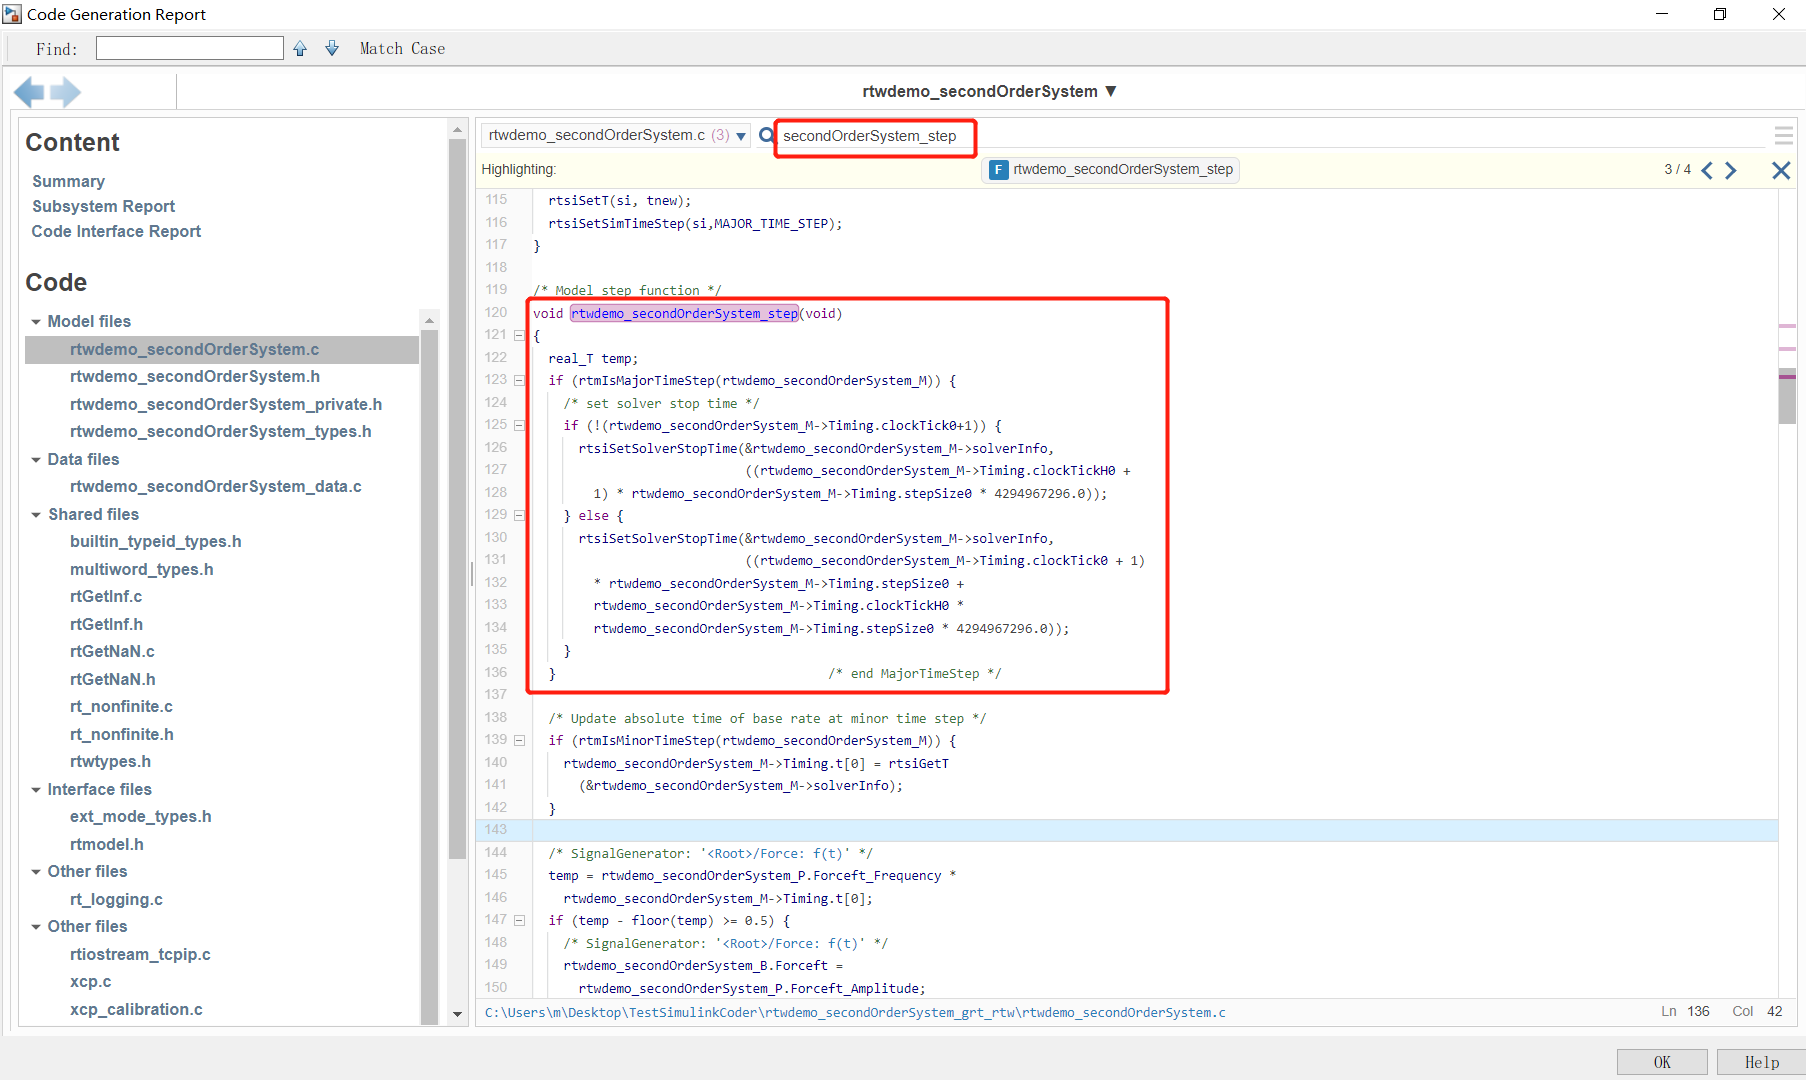 Code Generation Report
Find:
Match Case
rtwdemo_secondOrderSystem ▼
Content
Summary
Subsystem Report
Code Interface Report
Code
Model files
rtwdemo_secondOrderSystem.c
rtwdemo_secondOrderSystem.h
rtwdemo_secondOrderSystem_private.h
rtwdemo_secondOrderSystem_types.h
Data files
rtwdemo_secondOrderSystem_data.c
Shared files
builtin_typeid_types.h
multiword_types.h
rtGetInf.c
rtGetInf.h
rtGetNaN.c
rtGetNaN.h
rt_nonfinite.c
rt_nonfinite.h
rtwtypes.h
Interface files
ext_mode_types.h
rtmodel.h
Other files
rt_logging.c
Other files
rtiostream_tcpip.c
xcp.c
xcp_calibration.c
rtwdemo_secondOrderSystem.c (3) ▼ secondOrderSystem_step
Highlighting: F rtwdemo_secondOrderSystem_step 3 / 4
115 rtsiSetT(si, tnew);
116 rtsiSetSimTimeStep(si,MAJOR_TIME_STEP);
117 }
118
119 /* Model step function */
120 void rtwdemo_secondOrderSystem_step(void)
121 {
122 real_T temp;
123 if (rtmIsMajorTimeStep(rtwdemo_secondOrderSystem_M)) {
124 /* set solver stop time */
125 if (!(rtwdemo_secondOrderSystem_M->Timing.clockTick0+1)) {
126 rtsiSetSolverStopTime(&rtwdemo_secondOrderSystem_M->solverInfo,
127 ((rtwdemo_secondOrderSystem_M->Timing.clockTickH0 +
128 1) * rtwdemo_secondOrderSystem_M->Timing.stepSize0 * 4294967296.0));
129 } else {
130 rtsiSetSolverStopTime(&rtwdemo_secondOrderSystem_M->solverInfo,
131 ((rtwdemo_secondOrderSystem_M->Timing.clockTick0 + 1)
132 * rtwdemo_secondOrderSystem_M->Timing.stepSize0 +
133 rtwdemo_secondOrderSystem_M->Timing.clockTickH0 *
134 rtwdemo_secondOrderSystem_M->Timing.stepSize0 * 4294967296.0));
135 }
136 } /* end MajorTimeStep */
137
138 /* Update absolute time of base rate at minor time step */
139 if (rtmIsMinorTimeStep(rtwdemo_secondOrderSystem_M)) {
140 rtwdemo_secondOrderSystem_M->Timing.t[0] = rtsiGetT
141 (&rtwdemo_secondOrderSystem_M->solverInfo);
142 }
143
144 /* SignalGenerator: '<Root>/Force: f(t)' */
145 temp = rtwdemo_secondOrderSystem_P.Forceft_Frequency *
146 rtwdemo_secondOrderSystem_M->Timing.t[0];
147 if (temp - floor(temp) >= 0.5) {
148 /* SignalGenerator: '<Root>/Force: f(t)' */
149 rtwdemo_secondOrderSystem_B.Forceft =
150 rtwdemo_secondOrderSystem_P.Forceft_Amplitude;
C:\Users\m\Desktop\TestSimulinkCoder\rtwdemo_secondOrderSystem_grt_rtw\rtwdemo_secondOrderSystem.c
Ln 136 Col 42
OK
Help